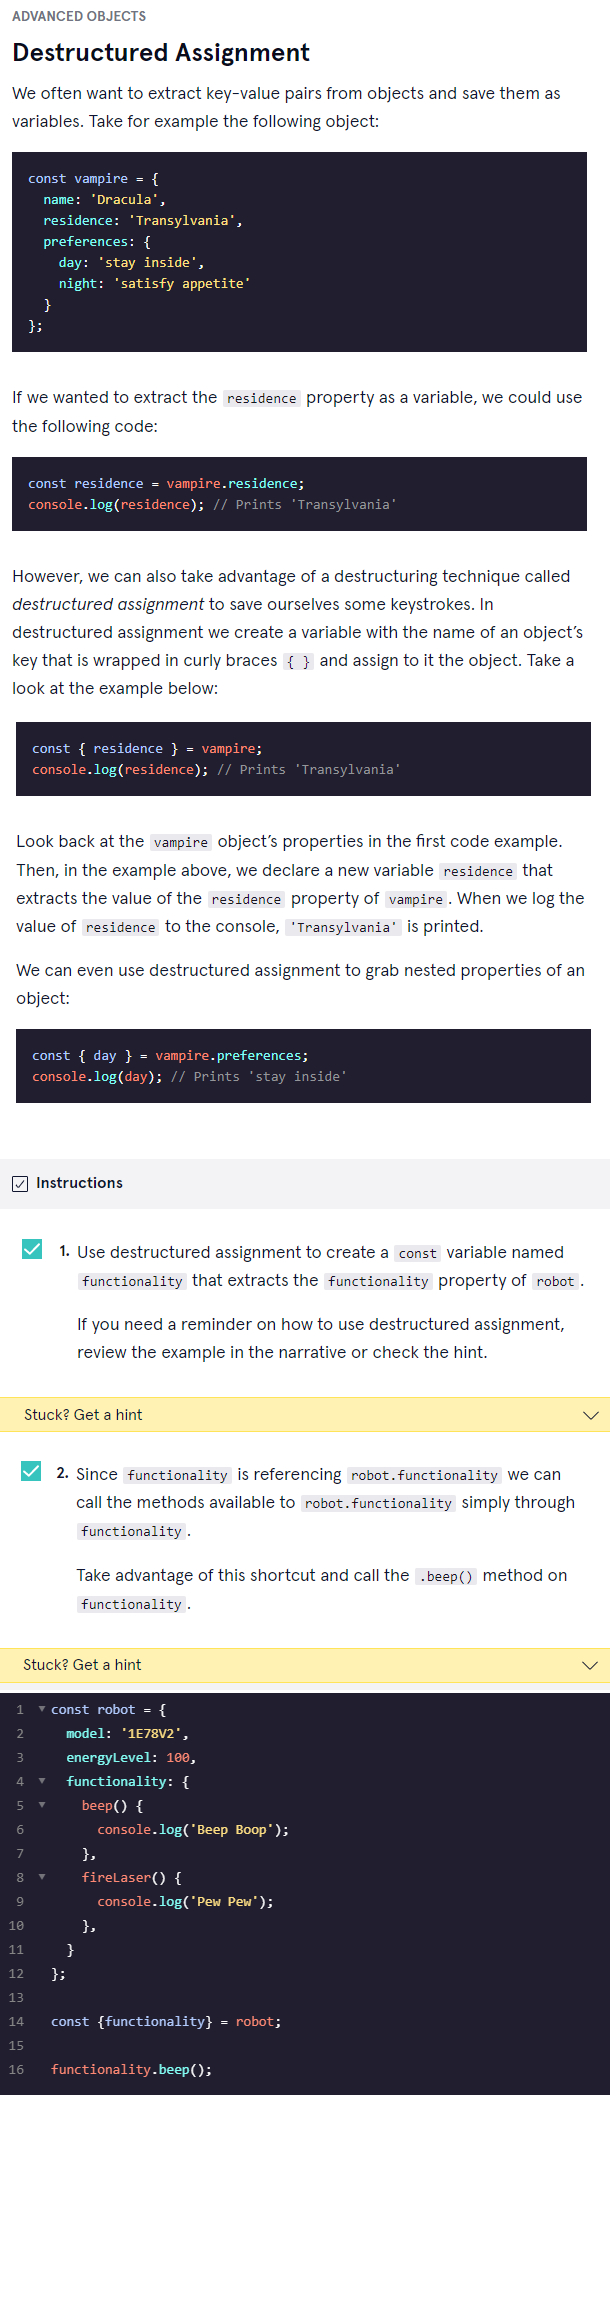 ADVANCED OBJECTS
Destructured Assignment
We often want to extract key-value pairs from objects and save them as
variables. Take for example the following object:
const vampire = {
  name: 'Dracula',
  residence: 'Transylvania',
  preferences: {
    day: 'stay inside',
    night: 'satisfy appetite'
  }
};
If we wanted to extract the residence property as a variable, we could use
the following code:
const residence = vampire.residence;
console.log(residence); // Prints 'Transylvania'
However, we can also take advantage of a destructuring technique called
destructured assignment to save ourselves some keystrokes. In
destructured assignment we create a variable with the name of an object’s
key that is wrapped in curly braces { } and assign to it the object. Take a
look at the example below:
const { residence } = vampire;
console.log(residence); // Prints 'Transylvania'
Look back at the vampire object’s properties in the first code example.
Then, in the example above, we declare a new variable residence that
extracts the value of the residence property of vampire. When we log the
value of residence to the console, 'Transylvania' is printed.
We can even use destructured assignment to grab nested properties of an
object:
const { day } = vampire.preferences;
console.log(day); // Prints 'stay inside'
Instructions
1. Use destructured assignment to create a const variable named
functionality that extracts the functionality property of robot.
If you need a reminder on how to use destructured assignment,
review the example in the narrative or check the hint.
Stuck? Get a hint
2. Since functionality is referencing robot.functionality we can
call the methods available to robot.functionality simply through
functionality.
Take advantage of this shortcut and call the .beep() method on
functionality.
Stuck? Get a hint
1 const robot = {
2   model: '1E78V2',
3   energyLevel: 100,
4   functionality: {
5     beep() {
6       console.log('Beep Boop');
7     },
8     fireLaser() {
9       console.log('Pew Pew');
10     },
11   }
12 };
13
14 const {functionality} = robot;
15
16 functionality.beep();